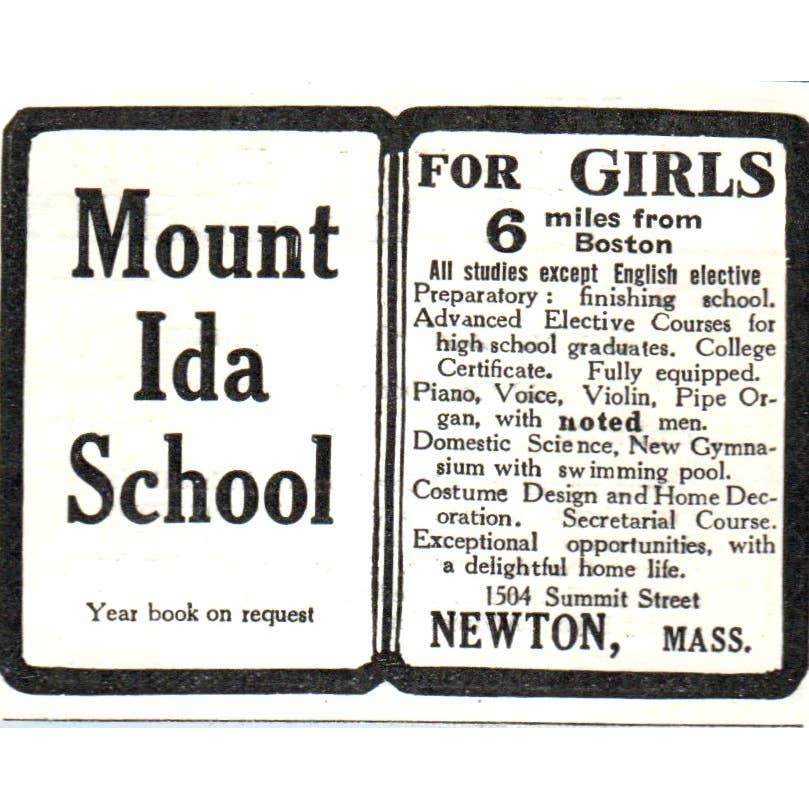 Mount
Ida
School
Year book on request
FOR GIRLS
6 miles from
Boston
All studies except English elective
Preparatory: finishing school.
Advanced Elective Courses for
high school graduates. College
Certificate. Fully equipped.
Piano, Voice, Violin, Pipe Or-
gan, with noted men.
Domestic Science, New Gymna-
sium with swimming pool.
Costume Design and Home Dec-
oration. Secretarial Course.
Exceptional opportunities, with
a delightful home life.
1504 Summit Street
NEWTON, MASS.